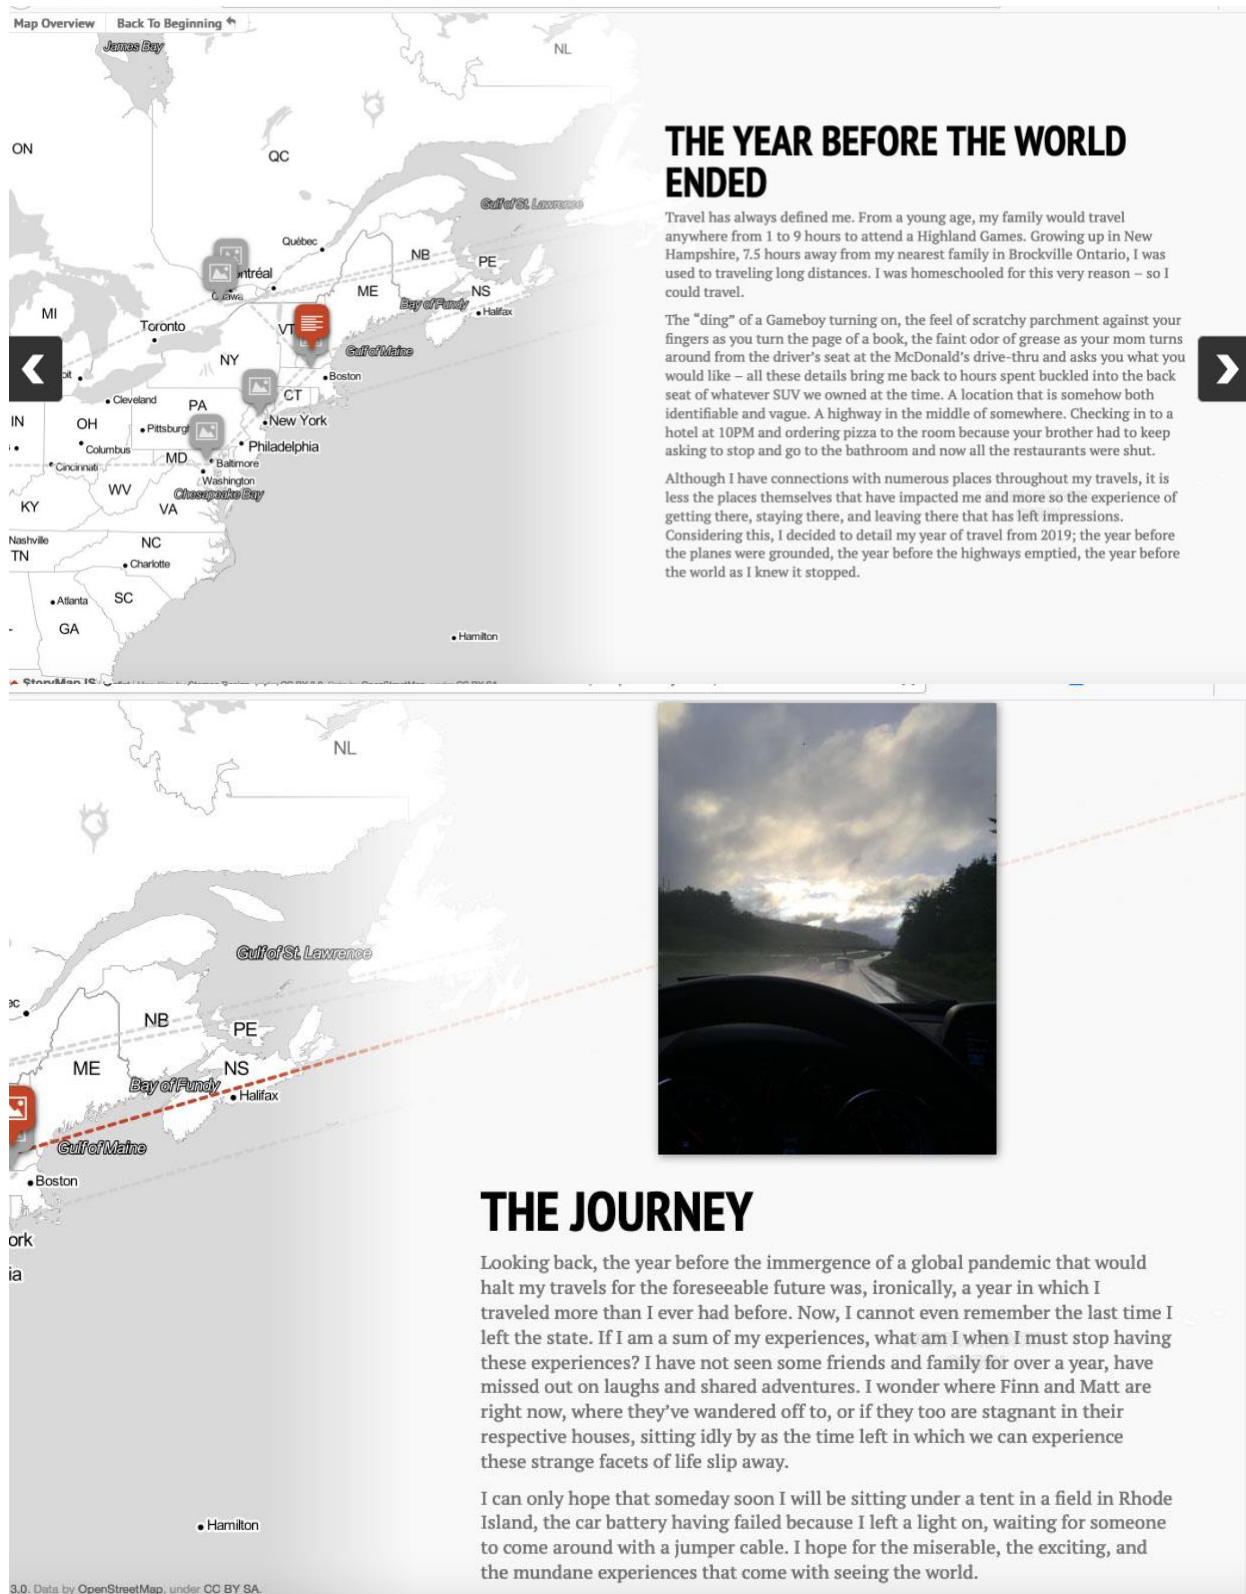 Map Overview
Back To Beginning
James Bay
NL
ON
QC
Gulf of St. Lawrence
Québec
NB
PE
ntréal
ME
NS
Bay of Fundy
Halifax
MI
Toronto
VT
NY
Gulf of Maine
Boston
CT
Cleveland
PA
New York
IN
OH
Pittsburg
Philadelphia
Columbus
MD
Baltimore
Cincinnati
Washington
WV
Chesapeake Bay
KY
VA
Nashville
NC
TN
Charlotte
Atlanta
SC
GA
Hamilton
THE YEAR BEFORE THE WORLD
ENDED
Travel has always defined me. From a young age, my family would travel
anywhere from 1 to 9 hours to attend a Highland Games. Growing up in New
Hampshire, 7.5 hours away from my nearest family in Brockville Ontario, I was
used to traveling long distances. I was homeschooled for this very reason – so I
could travel.
The “ding” of a Gameboy turning on, the feel of scratchy parchment against your
fingers as you turn the page of a book, the faint odor of grease as your mom turns
around from the driver’s seat at the McDonald’s drive-thru and asks you what you
would like – all these details bring me back to hours spent buckled into the back
seat of whatever SUV we owned at the time. A location that is somehow both
identifiable and vague. A highway in the middle of somewhere. Checking in to a
hotel at 10PM and ordering pizza to the room because your brother had to keep
asking to stop and go to the bathroom and now all the restaurants were shut.
Although I have connections with numerous places throughout my travels, it is
less the places themselves that have impacted me and more so the experience of
getting there, staying there, and leaving there that has left impressions.
Considering this, I decided to detail my year of travel from 2019; the year before
the planes were grounded, the year before the highways emptied, the year before
the world as I knew it stopped.
StoryMap JS
NL
Gulf of St. Lawrence
ec
NB
PE
ME
NS
Bay of Fundy
Halifax
Gulf of Maine
Boston
ork
ia
Hamilton
THE JOURNEY
Looking back, the year before the immergence of a global pandemic that would
halt my travels for the foreseeable future was, ironically, a year in which I
traveled more than I ever had before. Now, I cannot even remember the last time I
left the state. If I am a sum of my experiences, what am I when I must stop having
these experiences? I have not seen some friends and family for over a year, have
missed out on laughs and shared adventures. I wonder where Finn and Matt are
right now, where they’ve wandered off to, or if they too are stagnant in their
respective houses, sitting idly by as the time left in which we can experience
these strange facets of life slip away.
I can only hope that someday soon I will be sitting under a tent in a field in Rhode
Island, the car battery having failed because I left a light on, waiting for someone
to come around with a jumper cable. I hope for the miserable, the exciting, and
the mundane experiences that come with seeing the world.
3.0. Data by OpenStreetMap, under CC BY SA.